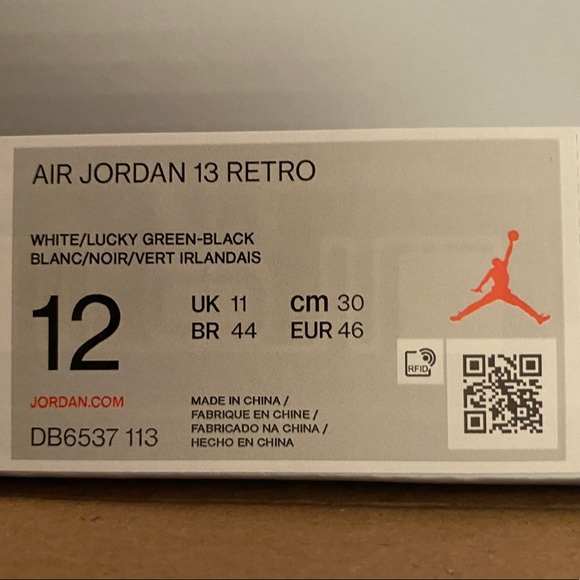 AIR JORDAN 13 RETRO
WHITE/LUCKY GREEN-BLACK
BLANC/NOIR/VERT IRLANDAIS
12
UK 11 cm 30
BR 44 EUR 46
RFID
JORDAN.COM
DB6537 113
MADE IN CHINA /
FABRIQUE EN CHINE /
FABRICADO NA CHINA /
HECHO EN CHINA